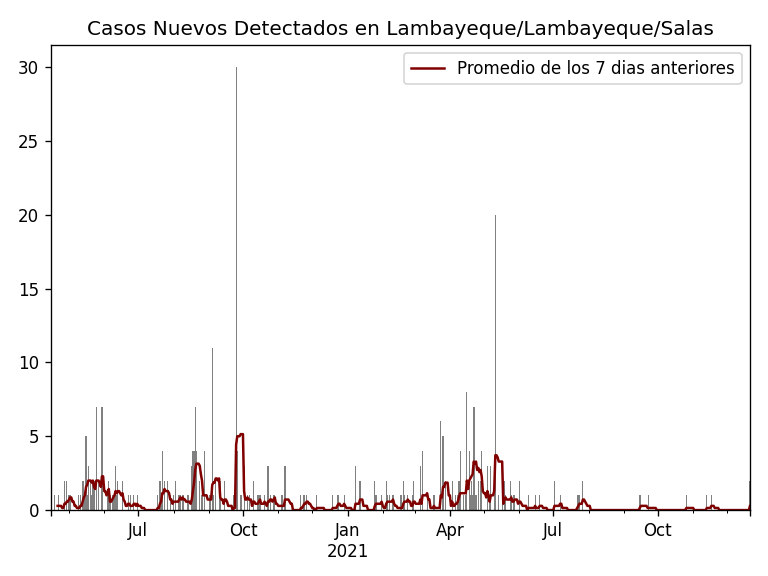 Casos Nuevos Detectados en Lambayeque/Lambayeque/Salas
Promedio de los 7 dias anteriores
30
25
20
15
10
5
0
Jul
Oct
Jan
2021
Apr
Jul
Oct